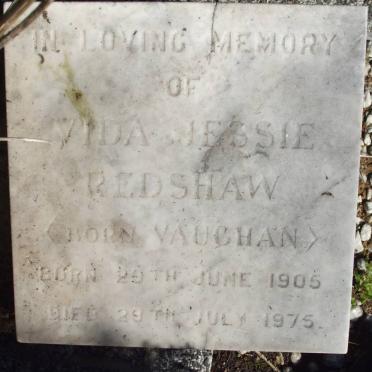 IN LOVING MEMORY
OF
VIDA JESSIE
REDSHAW
(BORN VAUGHAN)
BORN 29TH JUNE 1905
DIED 29TH JULY 1975